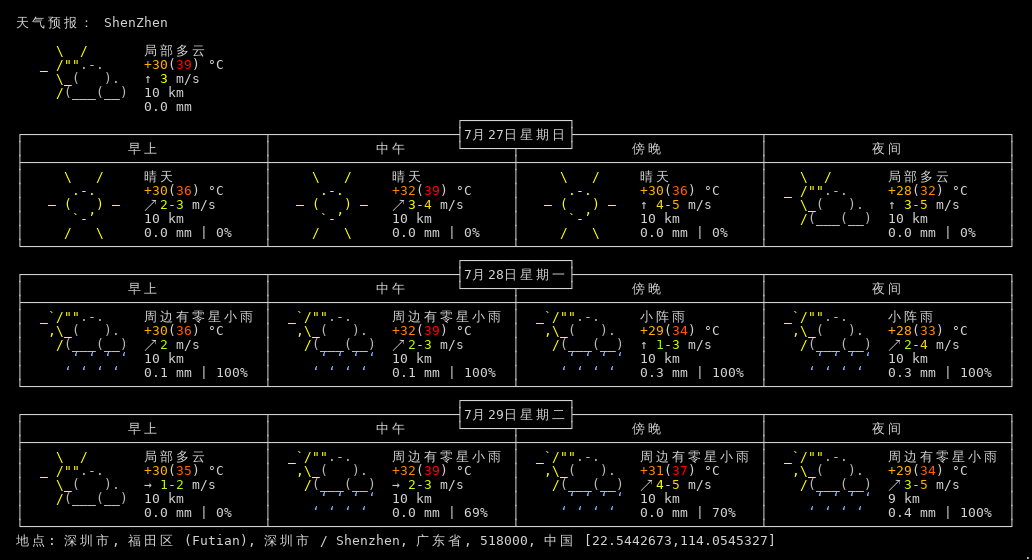 天气预报： ShenZhen
局部多云
+30(39) °C
↑ 3 m/s
10 km
0.0 mm
7月27日星期日
早上 中午 傍晚 夜间
晴天 晴天 晴天 局部多云
+30(36) °C +32(39) °C +30(36) °C +28(32) °C
↗ 2-3 m/s ↗ 3-4 m/s ↑ 4-5 m/s ↑ 3-5 m/s
10 km 10 km 10 km 10 km
0.0 mm | 0% 0.0 mm | 0% 0.0 mm | 0% 0.0 mm | 0%
7月28日星期一
早上 中午 傍晚 夜间
周边有零星小雨 周边有零星小雨 小阵雨 小阵雨
+30(36) °C +32(39) °C +29(34) °C +28(33) °C
↗ 2 m/s ↗ 2-3 m/s ↑ 1-3 m/s ↗ 2-4 m/s
10 km 10 km 10 km 10 km
0.1 mm | 100% 0.1 mm | 100% 0.3 mm | 100% 0.3 mm | 100%
7月29日星期二
早上 中午 傍晚 夜间
局部多云 周边有零星小雨 周边有零星小雨 周边有零星小雨
+30(35) °C +32(39) °C +31(37) °C +29(34) °C
→ 1-2 m/s → 2-3 m/s ↗ 4-5 m/s ↗ 3-5 m/s
10 km 10 km 10 km 9 km
0.0 mm | 0% 0.0 mm | 69% 0.0 mm | 70% 0.4 mm | 100%
地点: 深圳市, 福田区 (Futian), 深圳市 / Shenzhen, 广东省, 518000, 中国 [22.5442673,114.0545327]